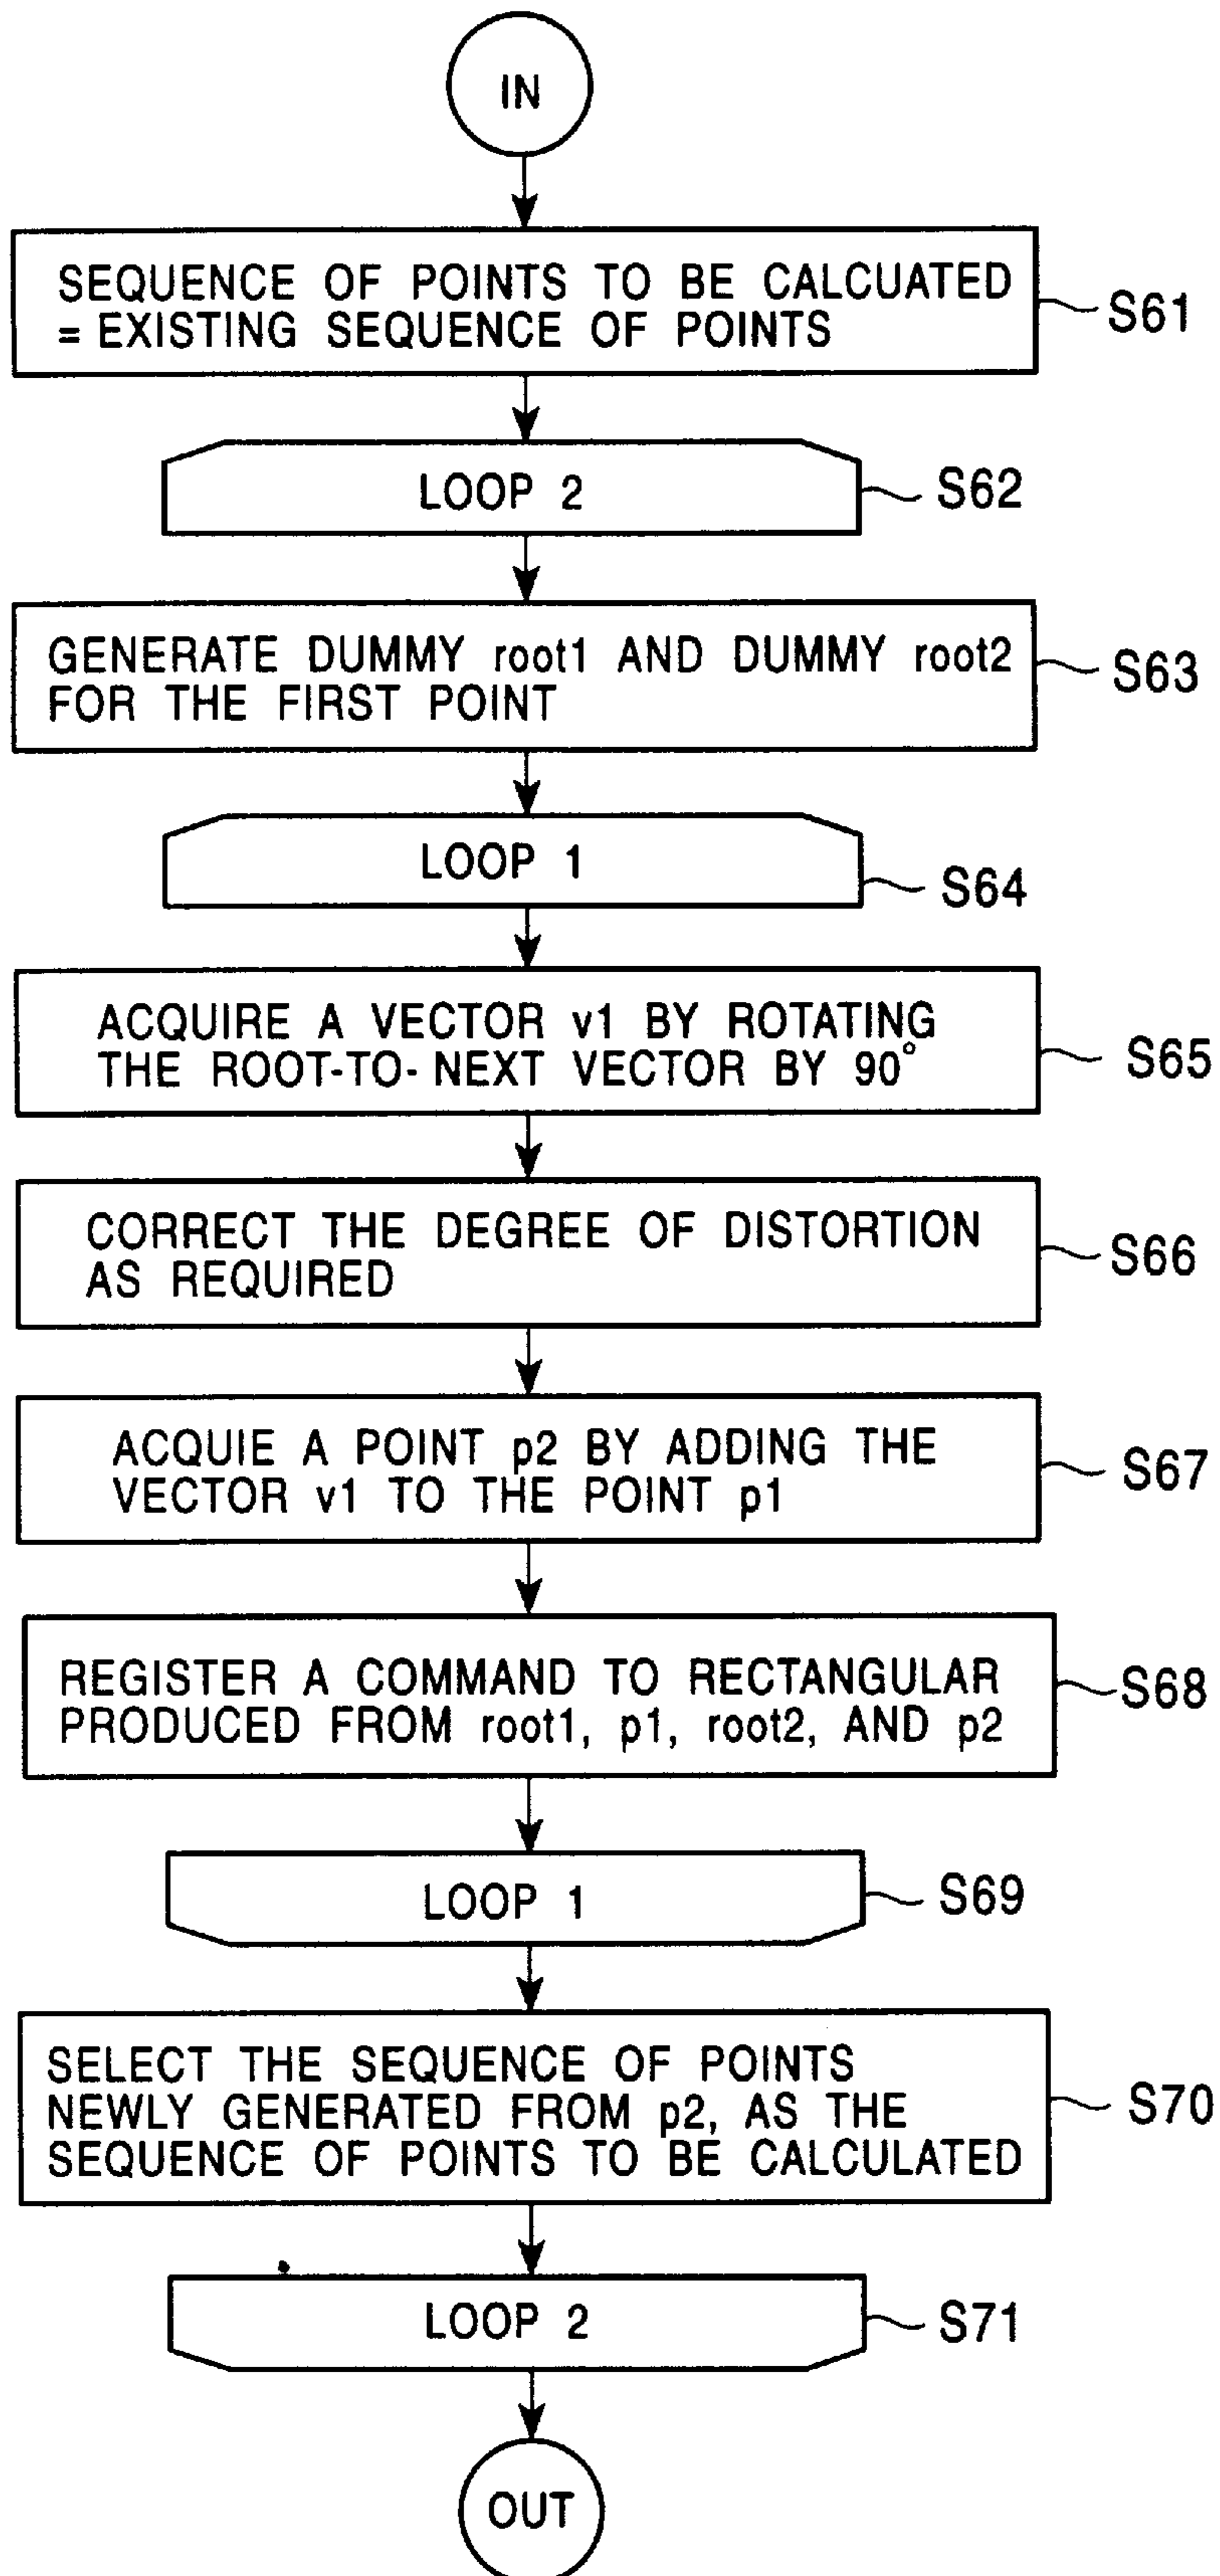 IN
SEQUENCE OF POINTS TO BE CALCUATED
= EXISTING SEQUENCE OF POINTS
S61
LOOP 2
S62
GENERATE DUMMY root1 AND DUMMY root2
FOR THE FIRST POINT
S63
LOOP 1
S64
ACQUIRE A VECTOR v1 BY ROTATING
THE ROOT-TO- NEXT VECTOR BY 90°
S65
CORRECT THE DEGREE OF DISTORTION
AS REQUIRED
S66
ACQUIE A POINT p2 BY ADDING THE
VECTOR v1 TO THE POINT p1
S67
REGISTER A COMMAND TO RECTANGULAR
PRODUCED FROM root1, p1, root2, AND p2
S68
LOOP 1
S69
SELECT THE SEQUENCE OF POINTS
NEWLY GENERATED FROM p2, AS THE
SEQUENCE OF POINTS TO BE CALCULATED
S70
LOOP 2
S71
OUT